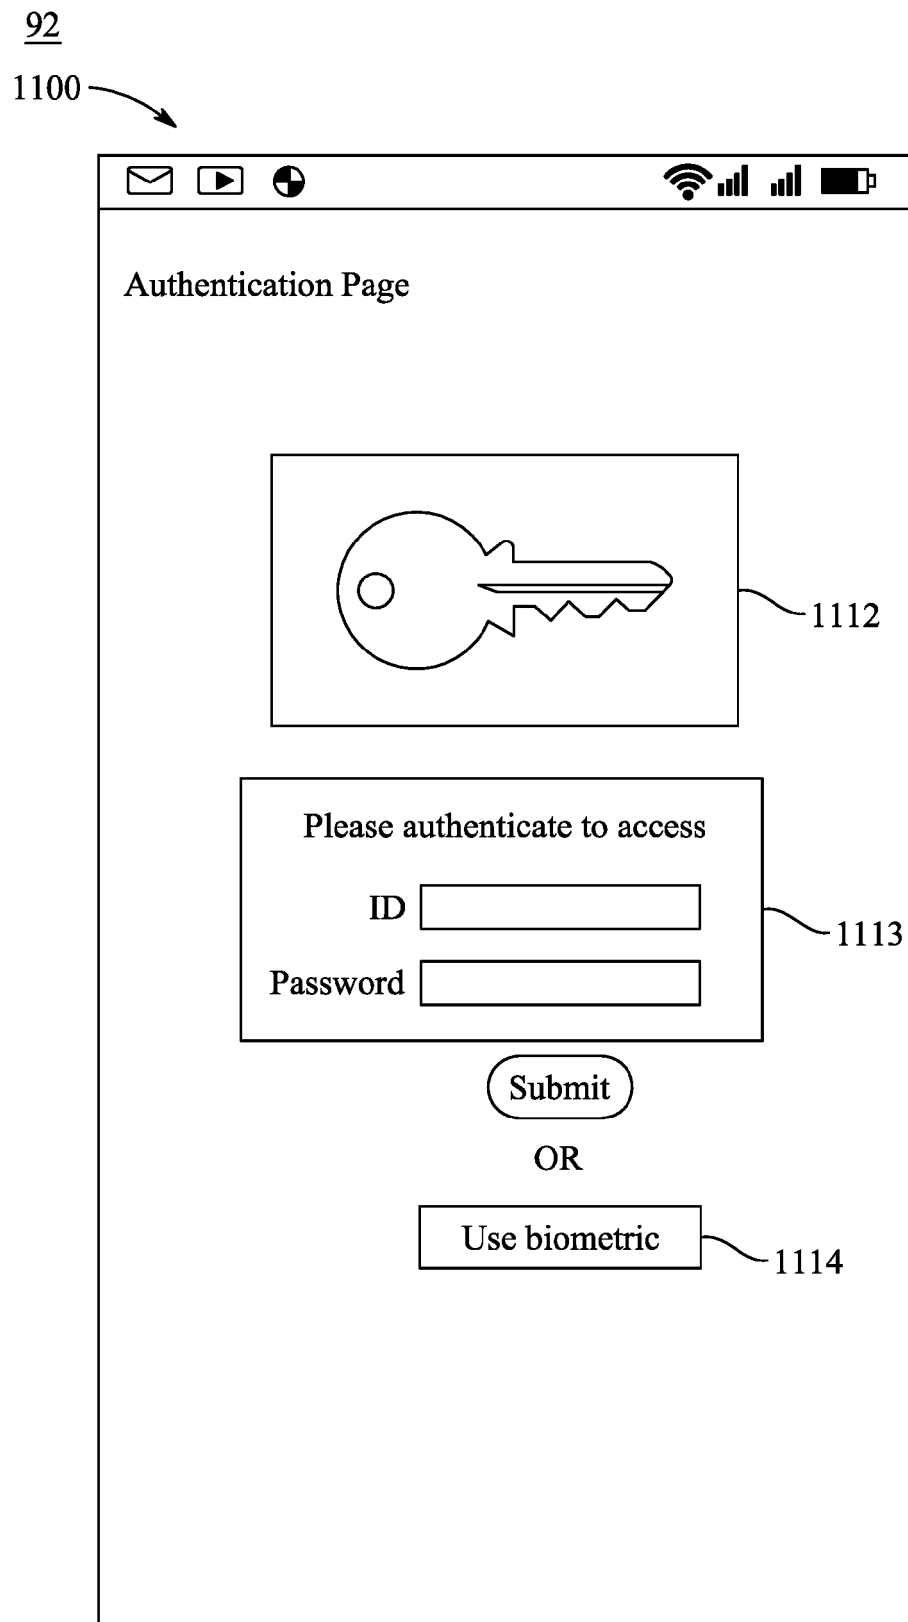 92
1100
Authentication Page
1112
Please authenticate to access
ID
1113
Password
Submit
OR
Use biometric
1114